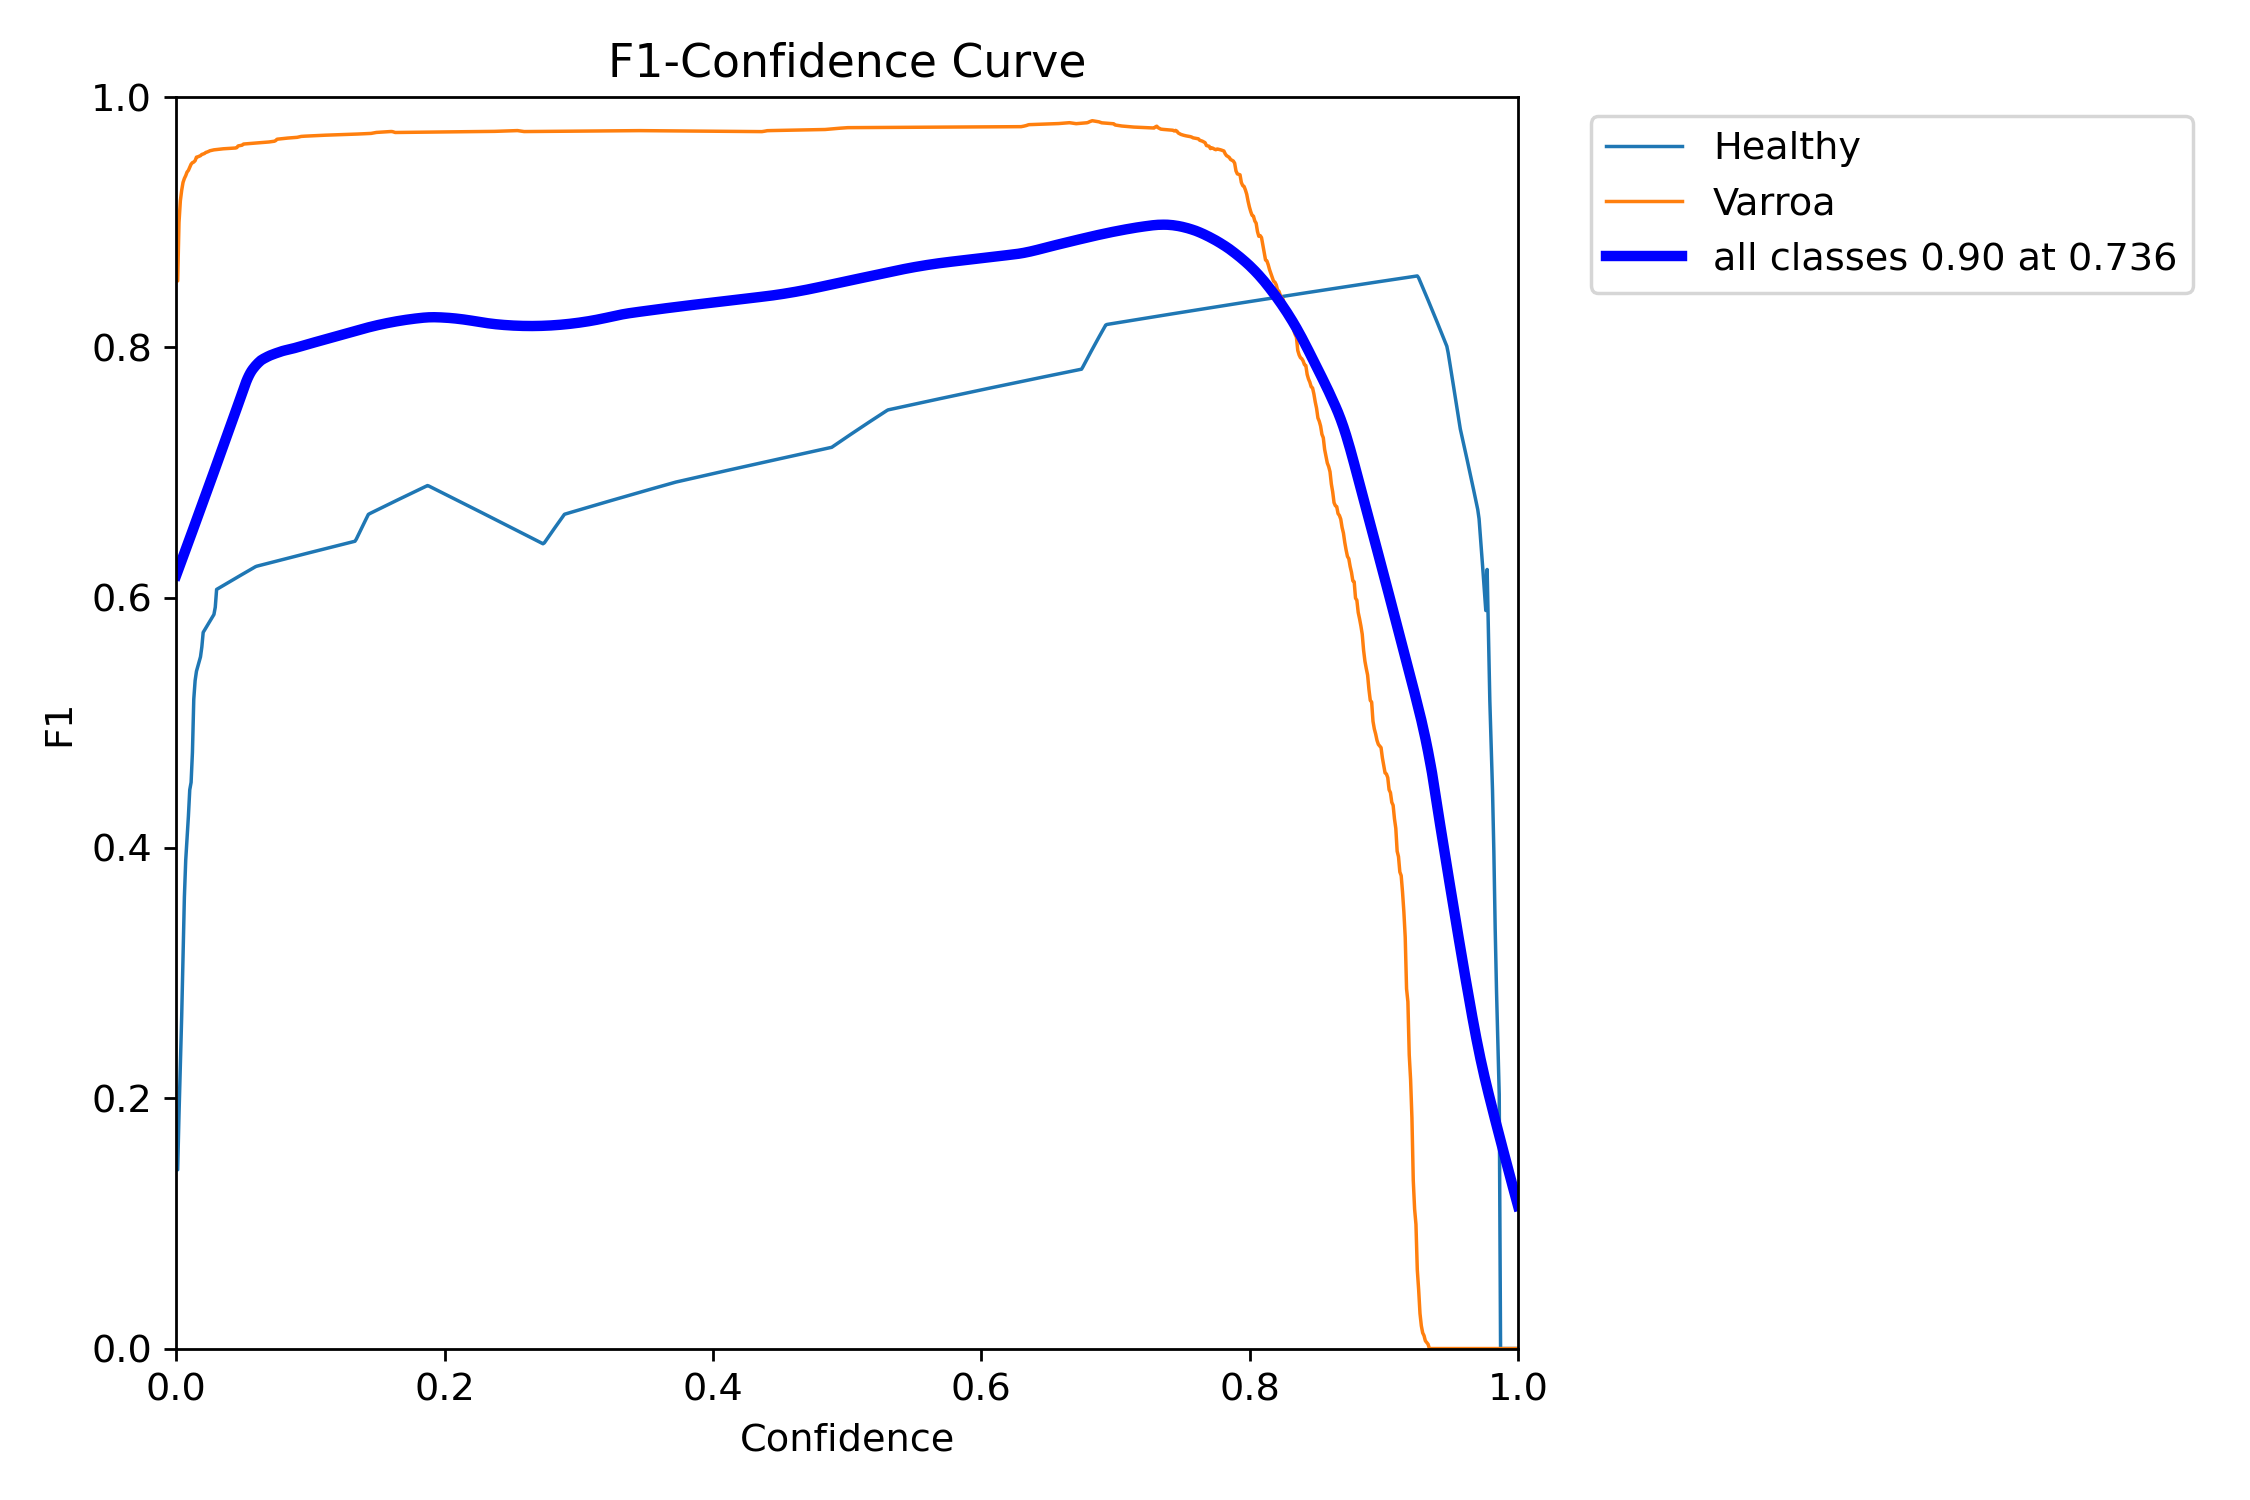 F1-Confidence Curve
1.0
0.8
0.6
0.4
0.2
0.0
F1
0.0 0.2 0.4 0.6 0.8 1.0
Confidence
Healthy
Varroa
all classes 0.90 at 0.736